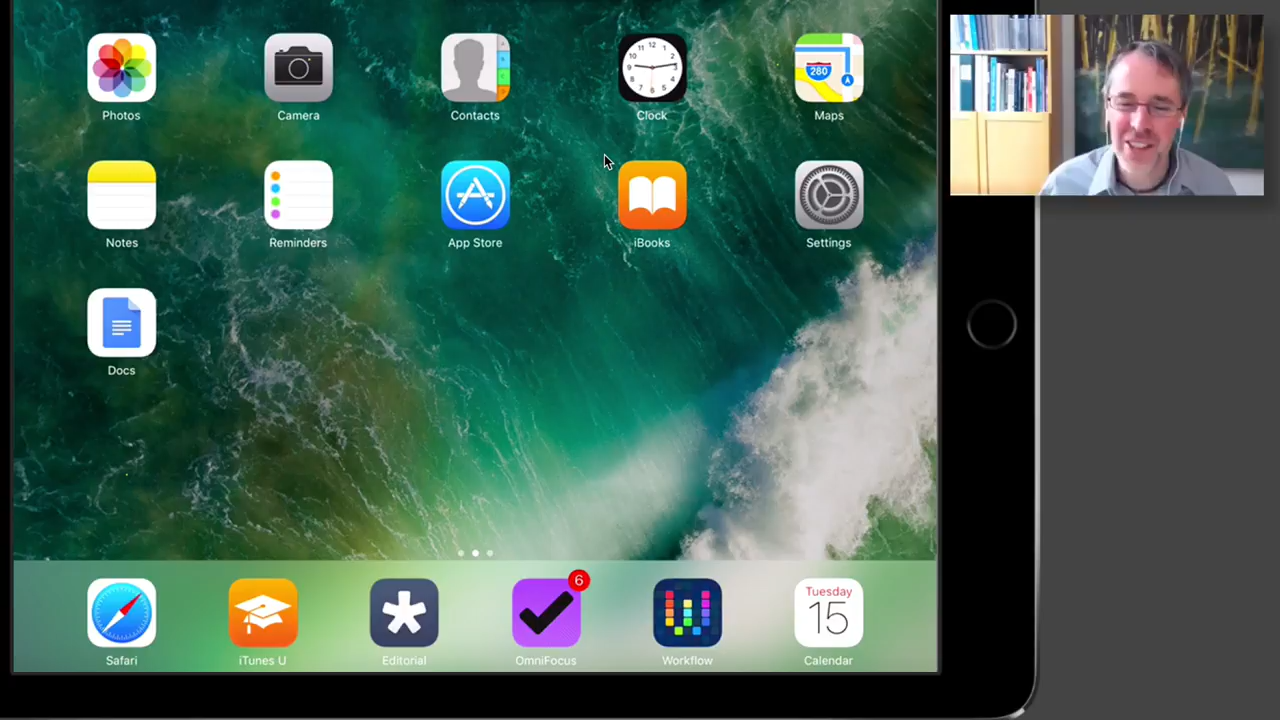 Photos Camera Contacts Clock Maps
280
Notes Reminders App Store iBooks Settings
Docs
6
Tuesday
15
Safari iTunes U Editorial OmniFocus Workflow Calendar